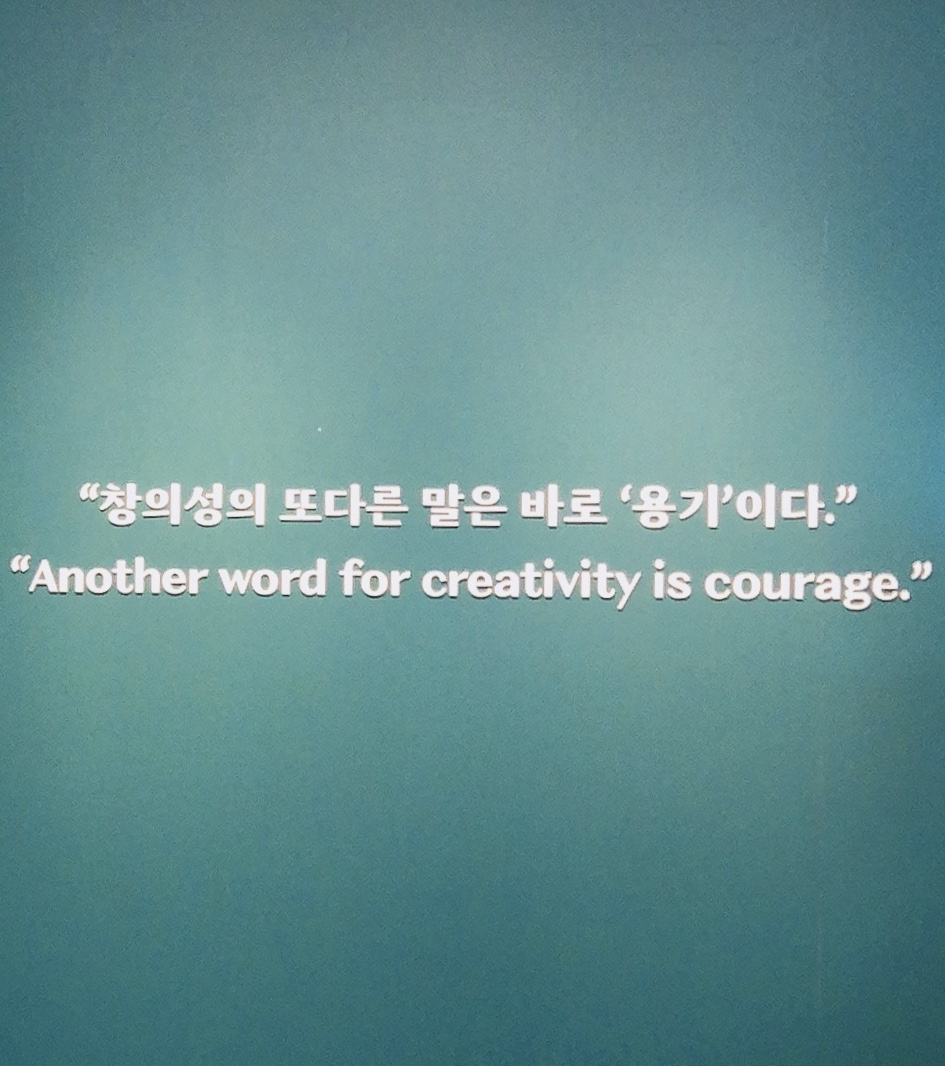 “창의성의 또다른 말은 바로 ‘용기’이다.”
“Another word for creativity is courage.”